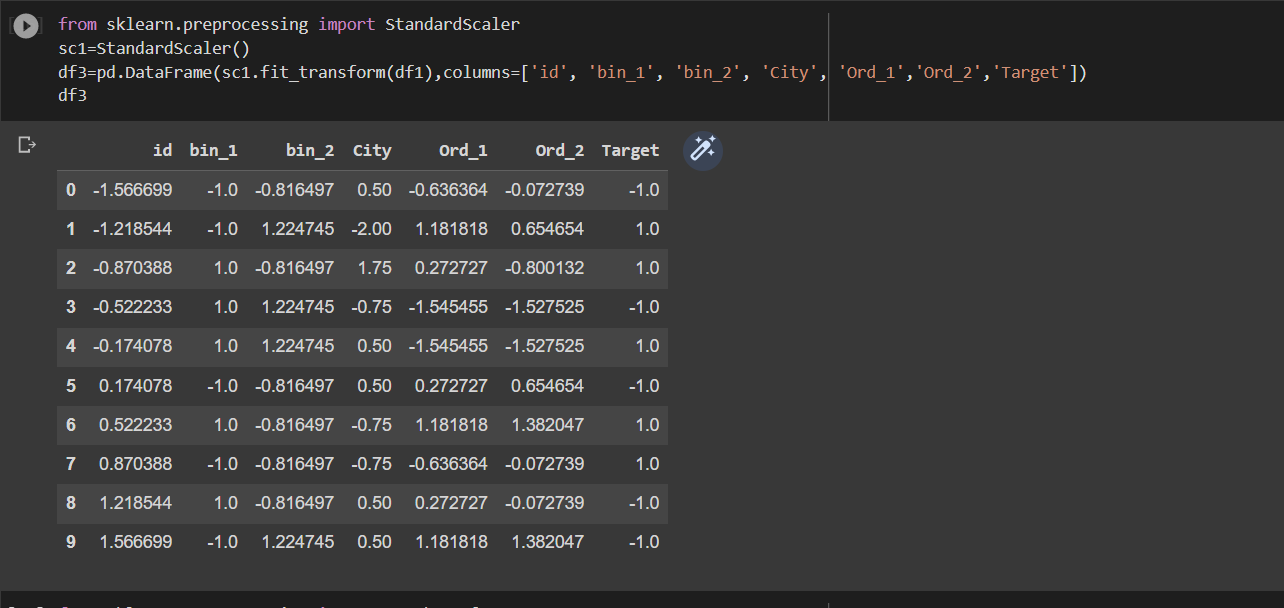 from sklearn.preprocessing import StandardScaler
sc1=StandardScaler()
df3=pd.DataFrame(sc1.fit_transform(df1),columns=['id', 'bin_1', 'bin_2', 'City', 'Ord_1','Ord_2','Target'])
df3
id bin_1 bin_2 City Ord_1 Ord_2 Target
0 -1.566699 -1.0 -0.816497 0.50 -0.636364 -0.072739 -1.0
1 -1.218544 -1.0 1.224745 -2.00 1.181818 0.654654 1.0
2 -0.870388 1.0 -0.816497 1.75 0.272727 -0.800132 1.0
3 -0.522233 1.0 1.224745 -0.75 -1.545455 -1.527525 -1.0
4 -0.174078 1.0 1.224745 0.50 -1.545455 -1.527525 1.0
5 0.174078 -1.0 -0.816497 0.50 0.272727 0.654654 -1.0
6 0.522233 1.0 -0.816497 -0.75 1.181818 1.382047 1.0
7 0.870388 -1.0 -0.816497 -0.75 -0.636364 -0.072739 1.0
8 1.218544 1.0 -0.816497 0.50 0.272727 -0.072739 -1.0
9 1.566699 -1.0 1.224745 0.50 1.181818 1.382047 -1.0